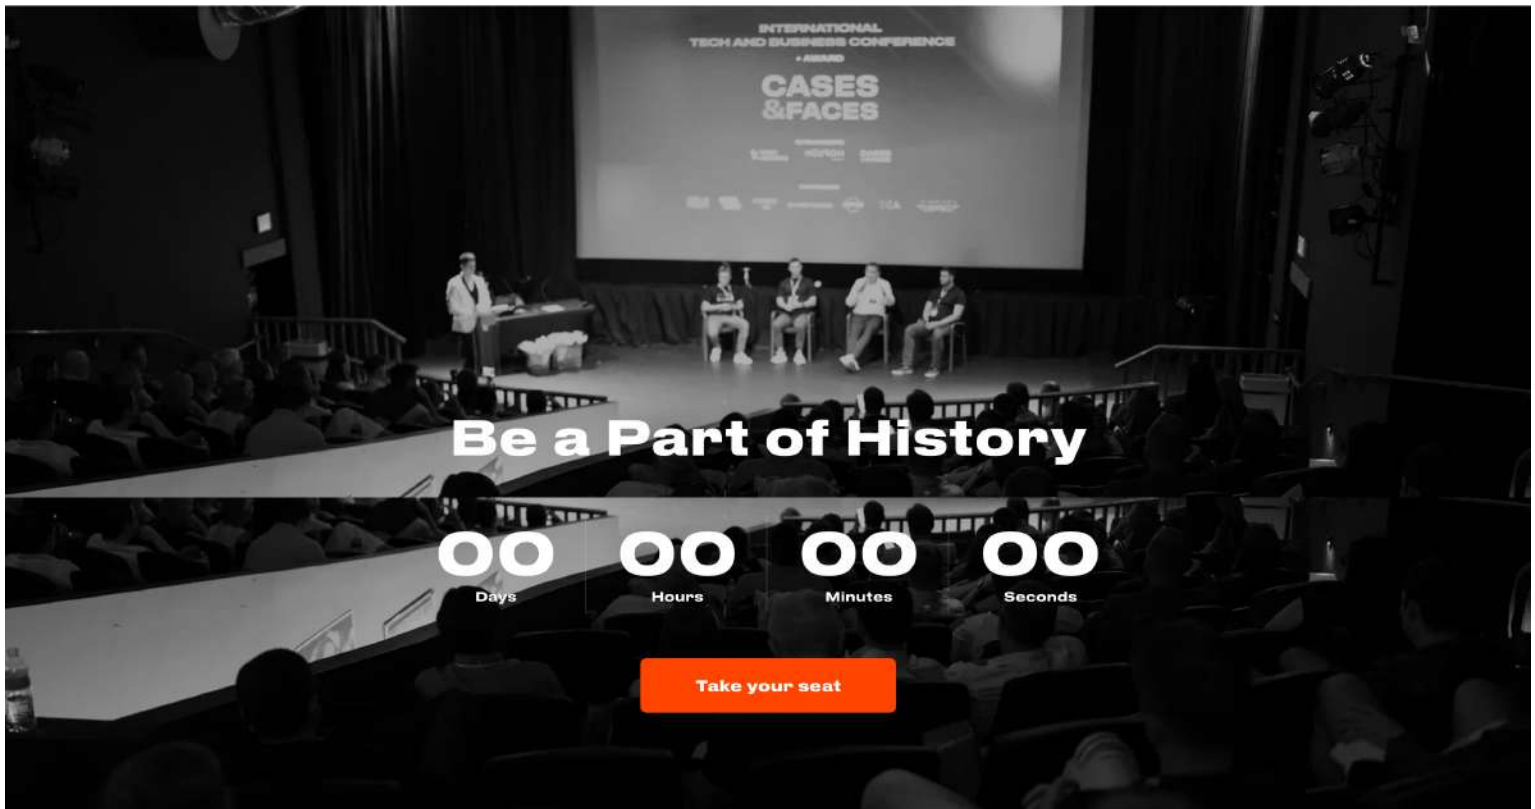 INTERNATIONAL
TECH AND BUSINESS CONFERENCE
+ AWARD
CASES
&FACES
Be a Part of History
00 00 00 00
Days Hours Minutes Seconds
Take your seat